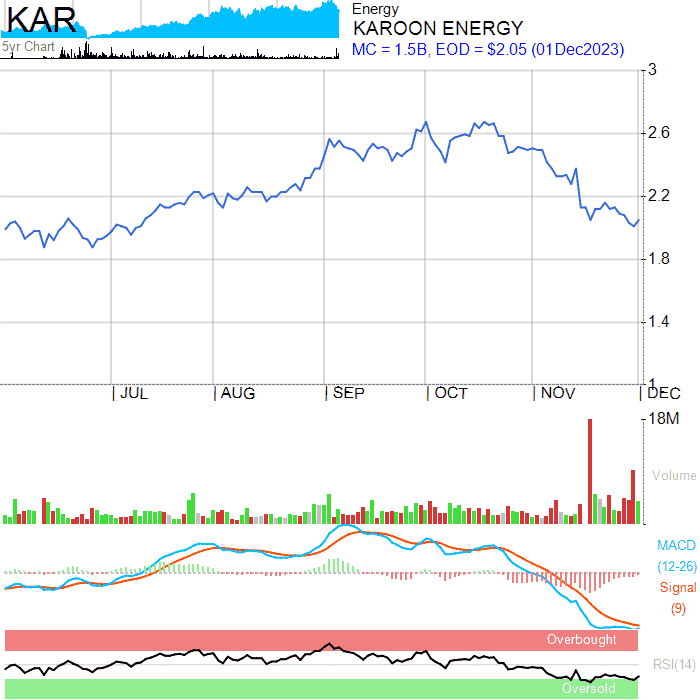 KAR
5yr Chart
Energy
KAROON ENERGY
MC = 1.5B, EOD = $2.05 (01Dec2023)
3
2.6
2.2
1.8
1.4
1
JUL AUG SEP OCT NOV DEC
18M
Volume
MACD
(12-26)
Signal
(9)
Overbought
RSI(14)
Oversold